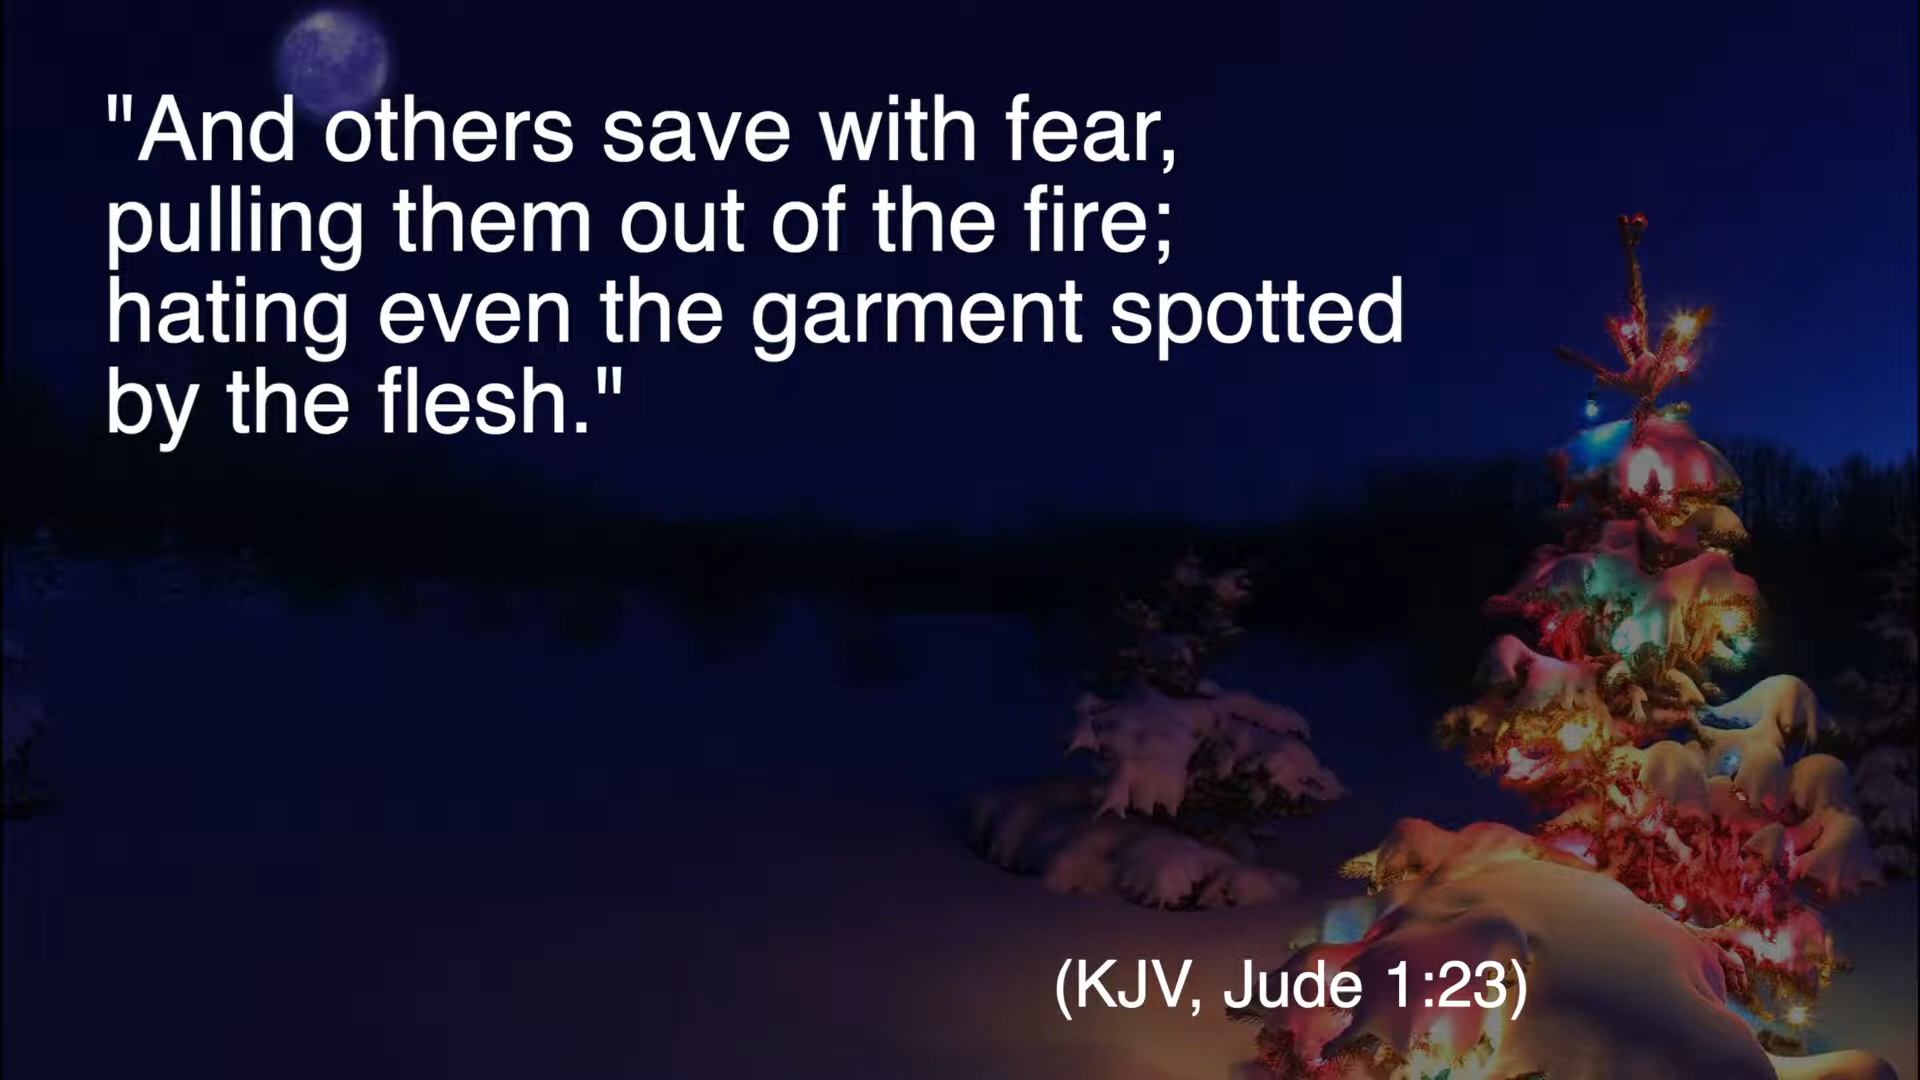 "And others save with fear,
pulling them out of the fire;
hating even the garment spotted
by the flesh."
(KJV, Jude 1:23)